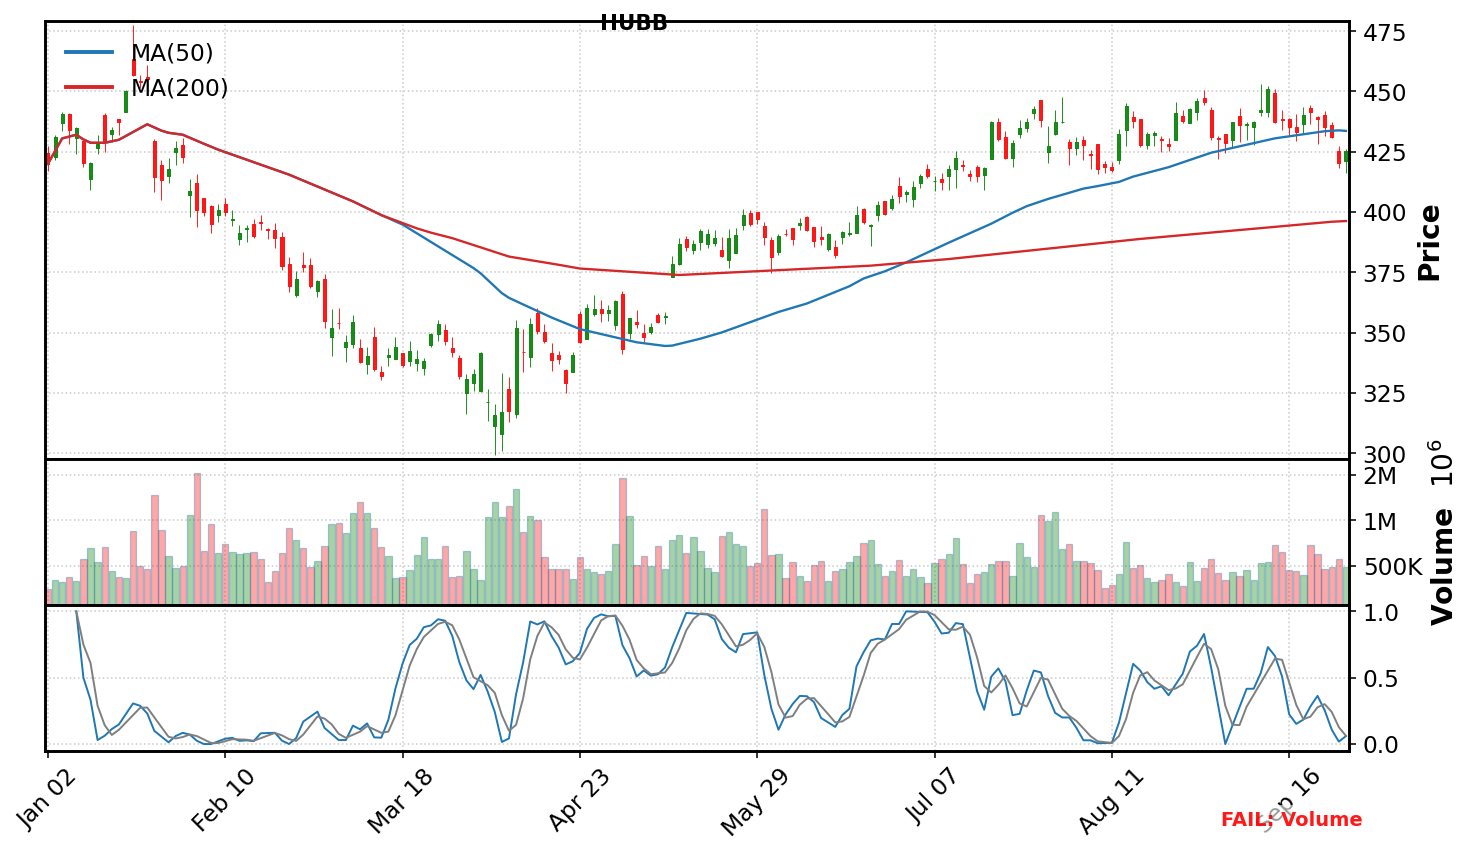 HUBB
MA(50)
MA(200)
475
450
425
400
375
350
325
300
Price
2M
1M
500K
Volume 10^6
1.0
0.5
0.0
Jan 02
Feb 10
Mar 18
Apr 23
May 29
Jul 07
Aug 11
Sep 16
FAIL: Volume